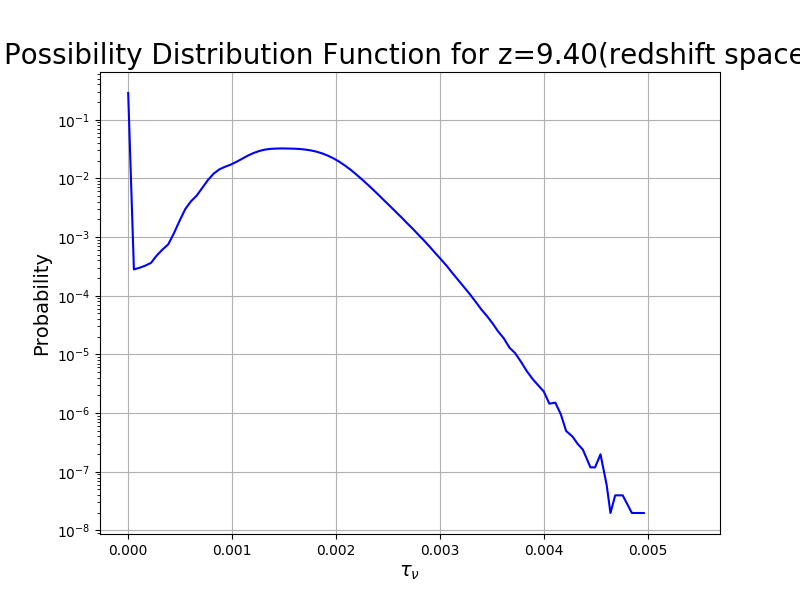 Possibility Distribution Function for z=9.40(redshift space
Probability
10⁻¹
10⁻²
10⁻³
10⁻⁴
10⁻⁵
10⁻⁶
10⁻⁷
10⁻⁸
0.000 0.001 0.002 0.003 0.004 0.005
τ_ν